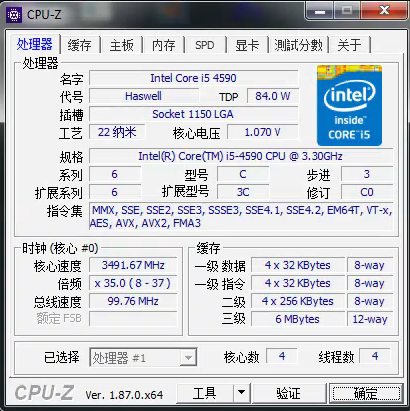 CPU-Z
处理器 缓存 主板 内存 SPD 显卡 测試分數 关于
处理器
名字 Intel Core i5 4590
代号 Haswell TDP 84.0 W
插槽 Socket 1150 LGA
工艺 22 纳米 核心电压 1.070 V
intel inside™ CORE™ i5
规格 Intel(R) Core(TM) i5-4590 CPU @ 3.30GHz
系列 6 型号 C 步进 3
扩展系列 6 扩展型号 3C 修订 C0
指令集 MMX, SSE, SSE2, SSE3, SSSE3, SSE4.1, SSE4.2, EM64T, VT-x,
AES, AVX, AVX2, FMA3
时钟 (核心 #0) 缓存
核心速度 3491.67 MHz 一级 数据 4 x 32 KBytes 8-way
倍频 x 35.0 ( 8 - 37 ) 一级 指令 4 x 32 KBytes 8-way
总线速度 99.76 MHz 二级 4 x 256 KBytes 8-way
额定 FSB 三级 6 MBytes 12-way
已选择 处理器 #1 核心数 4 线程数 4
CPU-Z Ver. 1.87.0.x64 工具 验证 确定